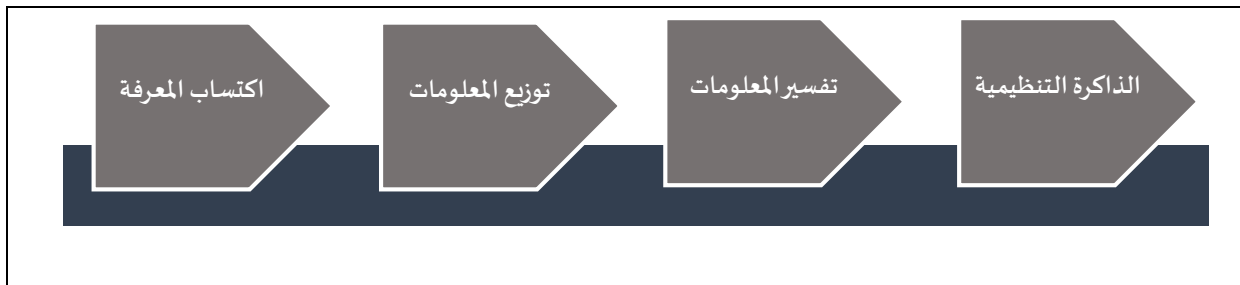 اكتساب المعرفة
توزيع المعلومات
تفسير المعلومات
الذاكرة التنظيمية